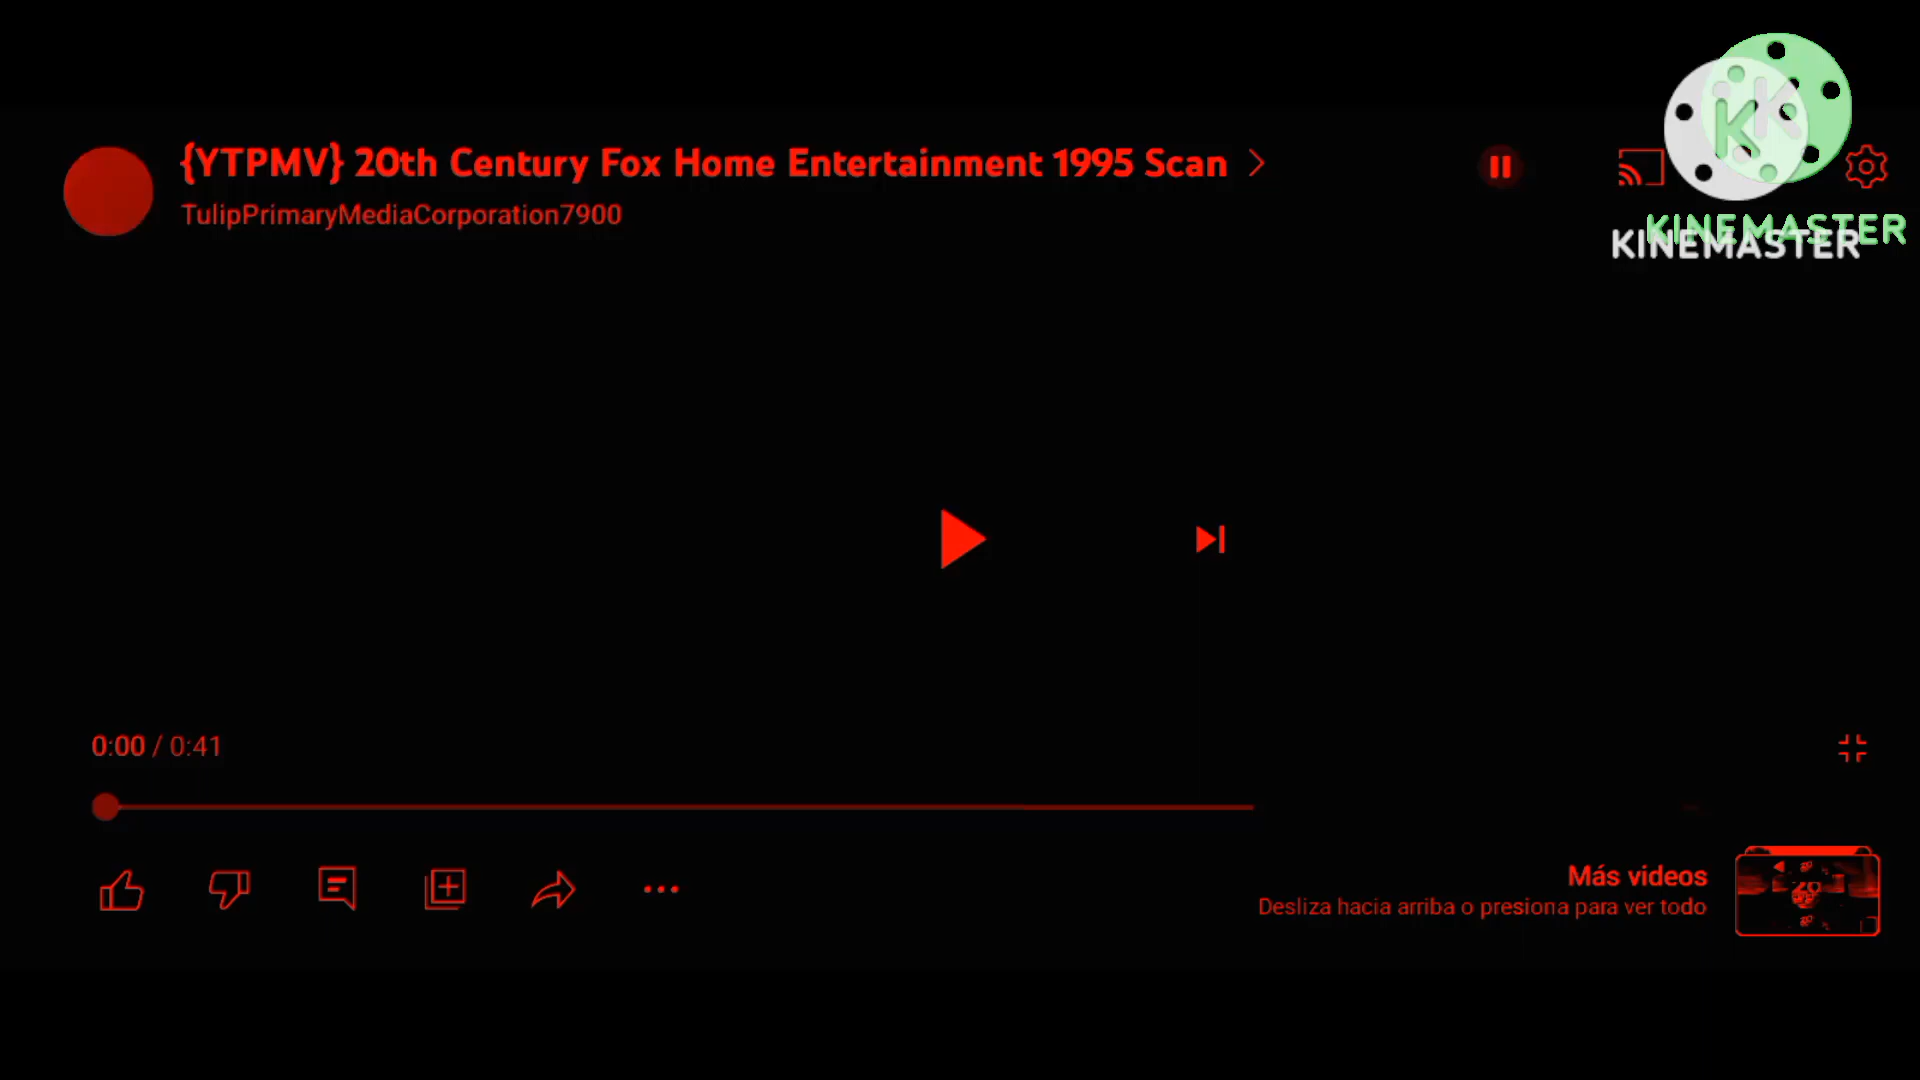 {YTPMV} 20th Century Fox Home Entertainment 1995 Scan
TulipPrimaryMediaCorporation7900
KINEMASTER
KINEMASTER
0:00 / 0:41
Más videos
Desliza hacia arriba o presiona para ver todo